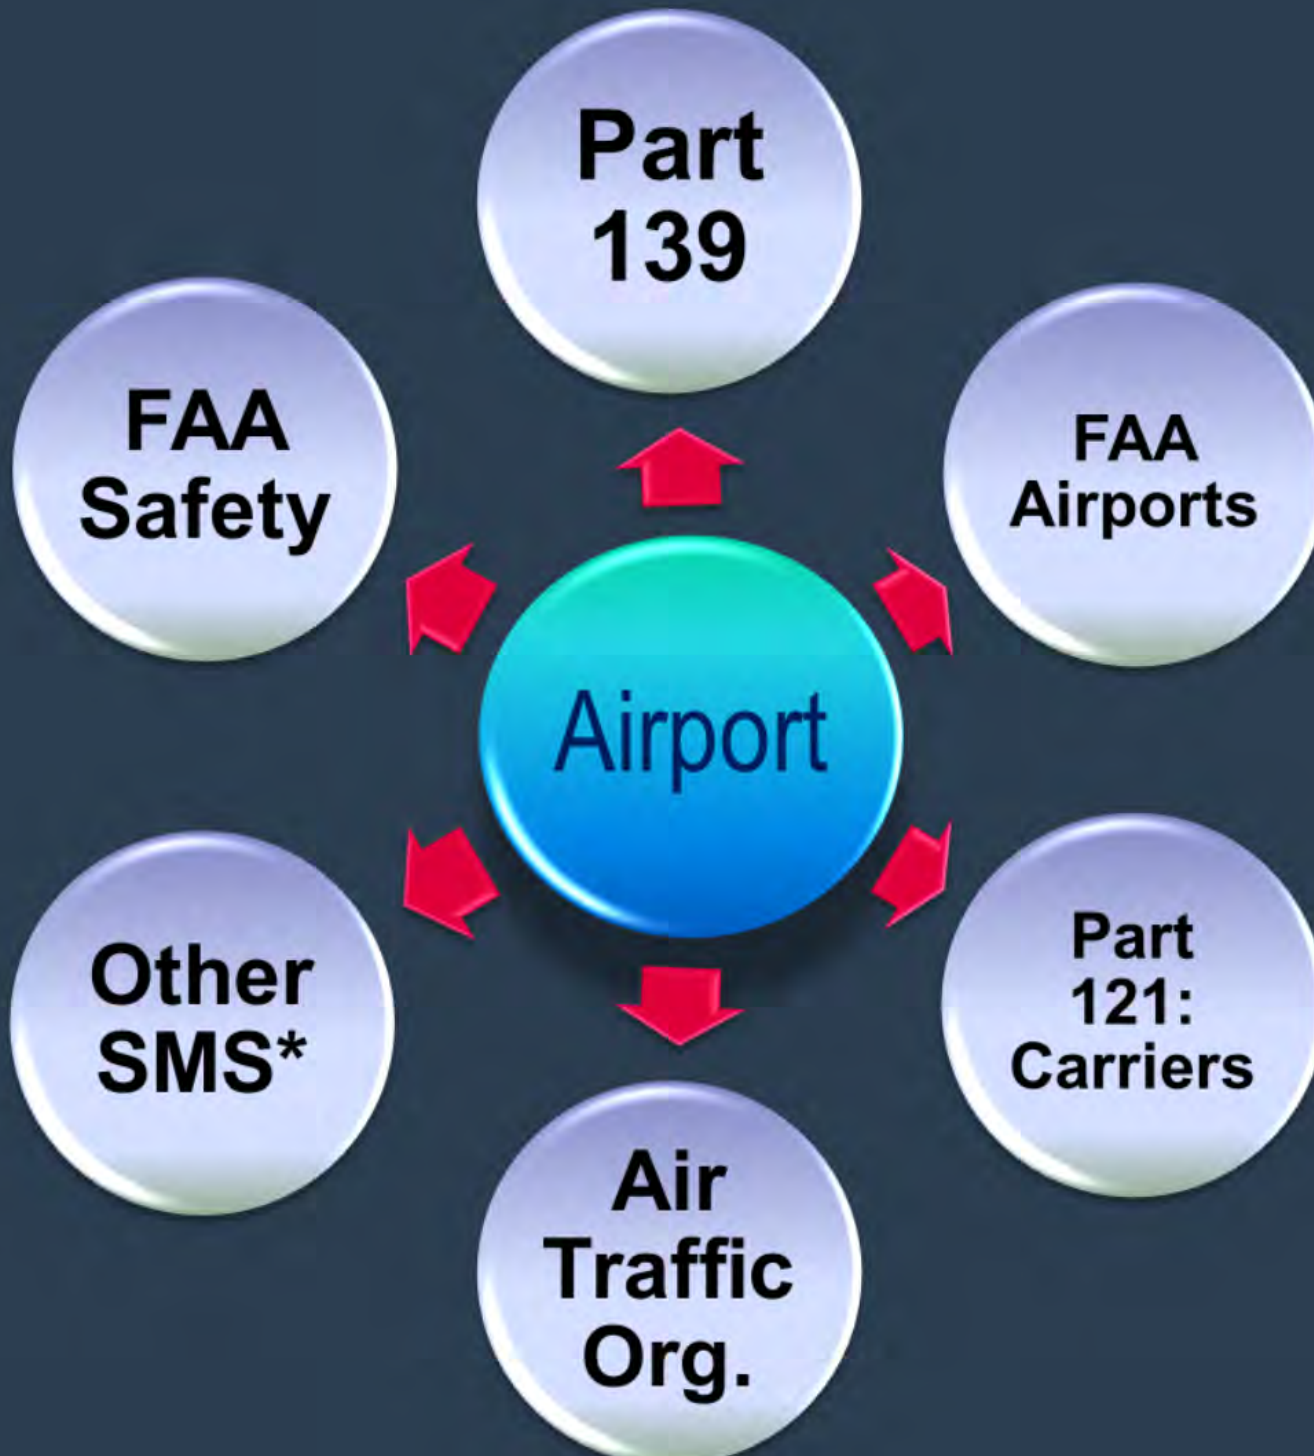 Part
139
FAA
Safety
FAA
Airports
Airport
Other
SMS*
Part
121:
Carriers
Air
Traffic
Org.